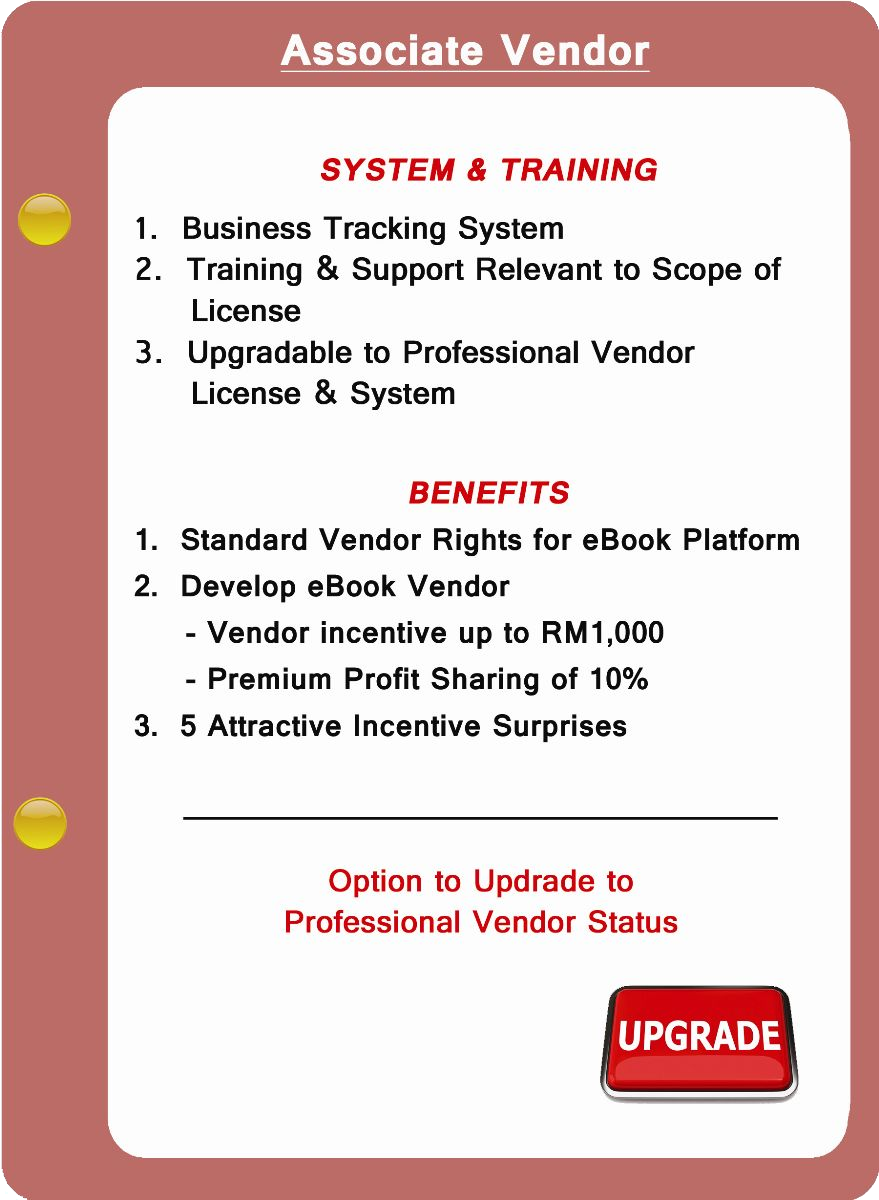 Associate Vendor
SYSTEM & TRAINING
1. Business Tracking System
2. Training & Support Relevant to Scope of
License
3. Upgradable to Professional Vendor
License & System
BENEFITS
1. Standard Vendor Rights for eBook Platform
2. Develop eBook Vendor
- Vendor incentive up to RM1,000
- Premium Profit Sharing of 10%
3. 5 Attractive Incentive Surprises
Option to Updrade to
Professional Vendor Status
UPGRADE